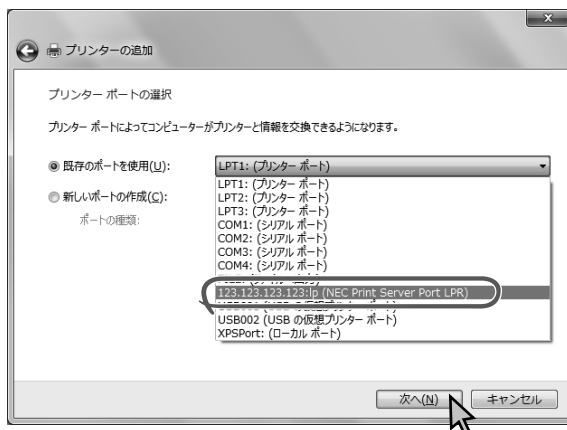 プリンターの追加
プリンター ポートの選択
プリンター ポートによってコンピューターがプリンターと情報を交換できるようになります。
既存のポートを使用(U): LPT1: (プリンター ポート)
新しいポートの作成(C):
ポートの種類:
LPT1: (プリンター ポート)
LPT2: (プリンター ポート)
LPT3: (プリンター ポート)
COM1: (シリアル ポート)
COM2: (シリアル ポート)
COM3: (シリアル ポート)
COM4: (シリアル ポート)
123.123.123.123:lp (NEC Print Server Port LPR)
USB002 (USB の仮想プリンター ポート)
XPSPort: (ローカル ポート)
次へ(N) キャンセル